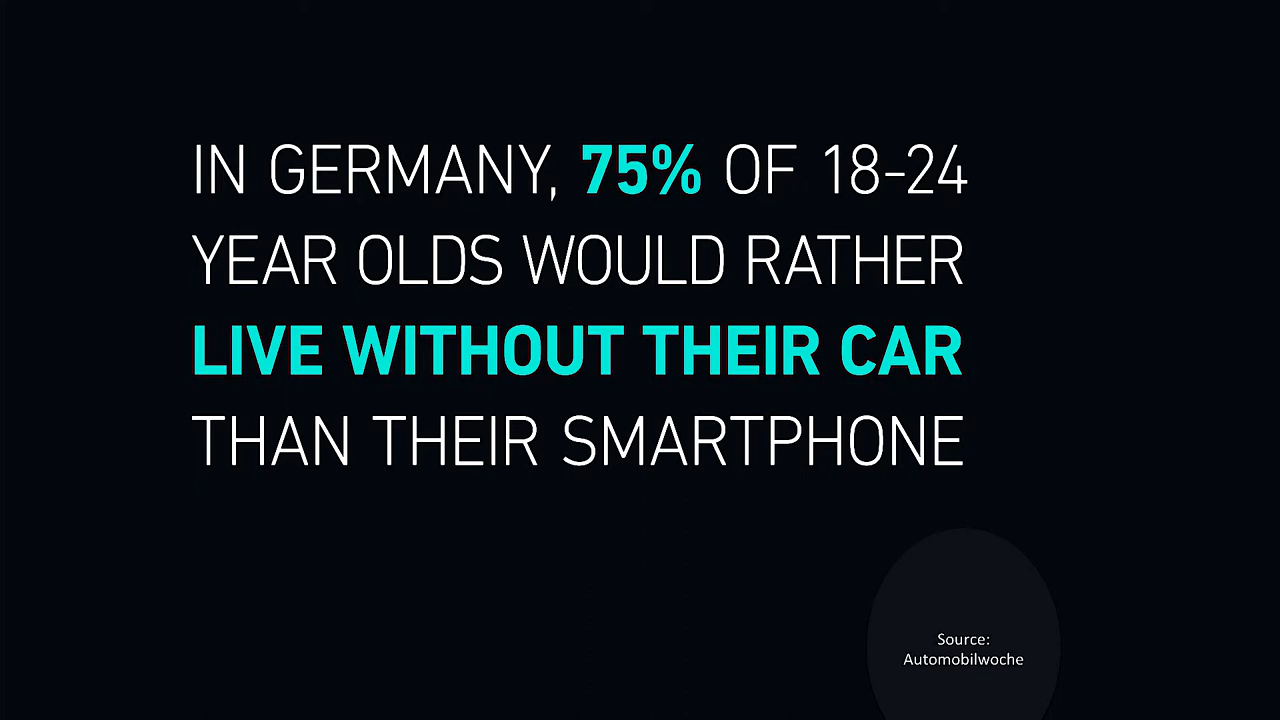 IN GERMANY, 75% OF 18-24
YEAR OLDS WOULD RATHER
LIVE WITHOUT THEIR CAR
THAN THEIR SMARTPHONE
Source:
Automobilwoche